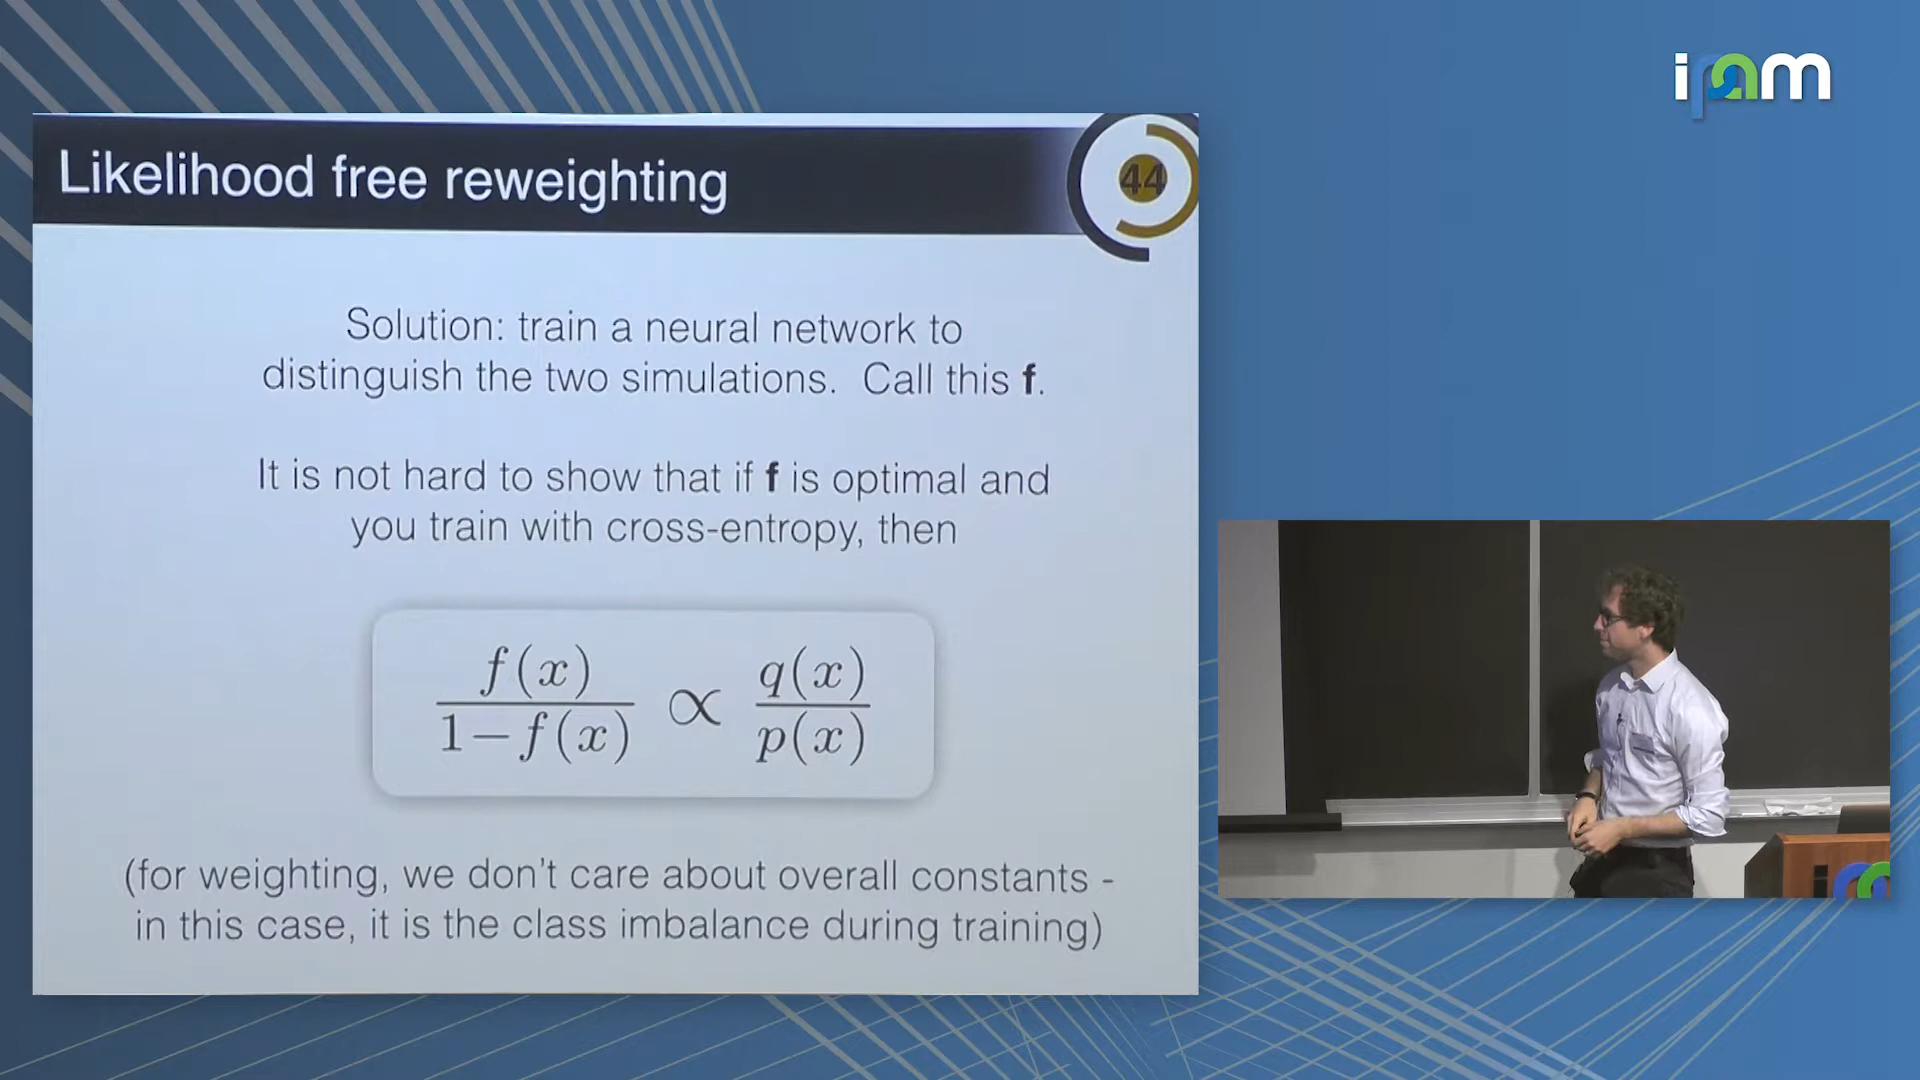 ipam
Likelihood free reweighting
44
Solution: train a neural network to
distinguish the two simulations. Call this f.
It is not hard to show that if f is optimal and
you train with cross-entropy, then
f(x)/1−f(x) ∝ q(x)/p(x)
(for weighting, we don't care about overall constants -
in this case, it is the class imbalance during training)